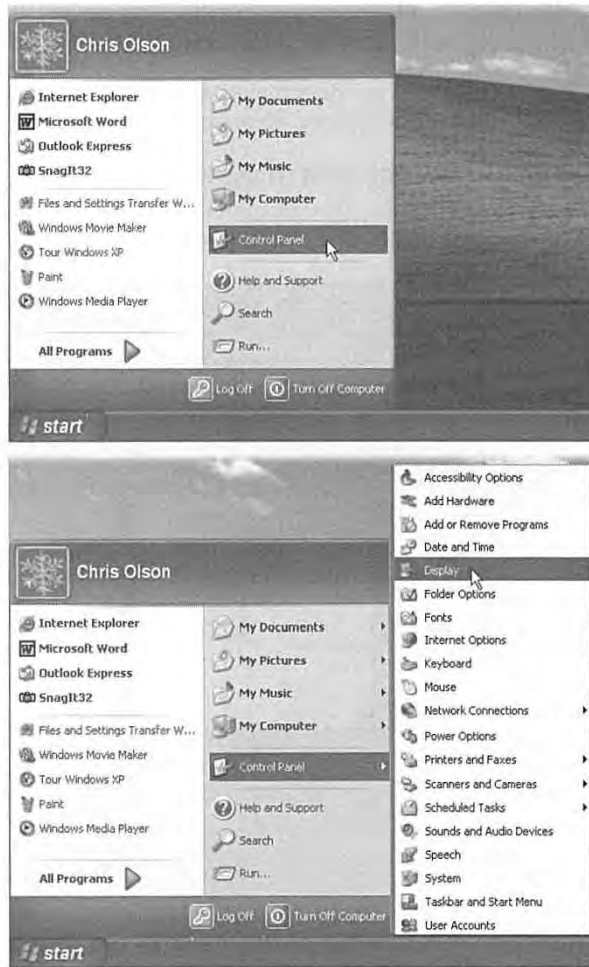 Chris Olson
Internet Explorer
Microsoft Word
Outlook Express
SnagIt32
Files and Settings Transfer W...
Windows Movie Maker
Tour Windows XP
Paint
Windows Media Player
All Programs
My Documents
My Pictures
My Music
My Computer
Control Panel
Help and Support
Search
Run...
Log Off
Turn Off Computer
start
Chris Olson
Internet Explorer
Microsoft Word
Outlook Express
SnagIt32
Files and Settings Transfer W...
Windows Movie Maker
Tour Windows XP
Paint
Windows Media Player
All Programs
My Documents
My Pictures
My Music
My Computer
Control Panel
Help and Support
Search
Run...
Log Off
Turn Off Computer
Accessibility Options
Add Hardware
Add or Remove Programs
Date and Time
Display
Folder Options
Fonts
Internet Options
Keyboard
Mouse
Network Connections
Power Options
Printers and Faxes
Scanners and Cameras
Scheduled Tasks
Sounds and Audio Devices
Speech
System
Taskbar and Start Menu
User Accounts
start